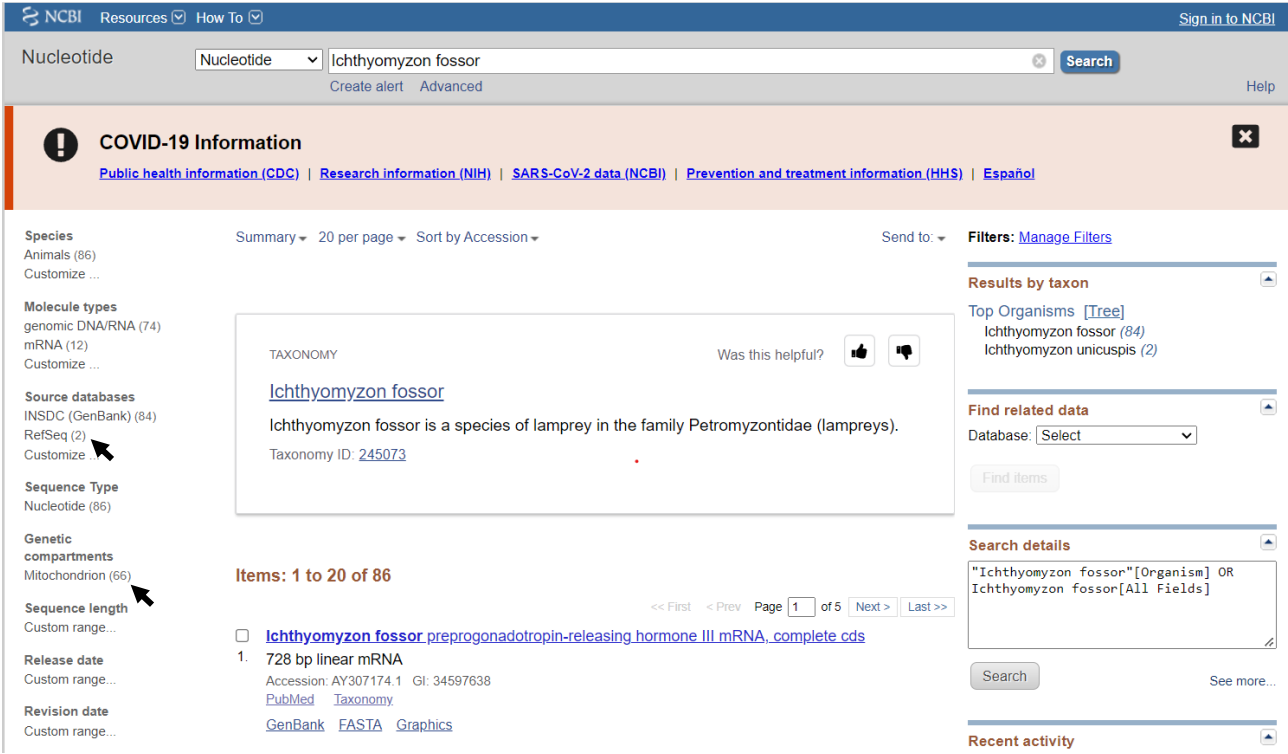 NCBI Resources How To Sign in to NCBI
Nucleotide Nucleotide Ichthyomyzon fossor Search
Create alert Advanced Help
COVID-19 Information
Public health information (CDC) | Research information (NIH) | SARS-CoV-2 data (NCBI) | Prevention and treatment information (HHS) | Español
Species
Animals (86)
Customize ...
Molecule types
genomic DNA/RNA (74)
mRNA (12)
Customize ...
Source databases
INSDC (GenBank) (84)
RefSeq (2)
Customize ...
Sequence Type
Nucleotide (86)
Genetic
compartments
Mitochondrion (66)
Sequence length
Custom range...
Release date
Custom range...
Revision date
Custom range...
Summary 20 per page Sort by Accession Send to:
TAXONOMY Was this helpful?
Ichthyomyzon fossor
Ichthyomyzon fossor is a species of lamprey in the family Petromyzontidae (lampreys).
Taxonomy ID: 245073
Items: 1 to 20 of 86
<< First < Prev Page 1 of 5 Next > Last >>
Ichthyomyzon fossor preprogonadotropin-releasing hormone III mRNA, complete cds
1. 728 bp linear mRNA
Accession: AY307174.1 GI: 34597638
PubMed Taxonomy
GenBank FASTA Graphics
Filters: Manage Filters
Results by taxon
Top Organisms [Tree]
Ichthyomyzon fossor (84)
Ichthyomyzon unicuspis (2)
Find related data
Database: Select
Find items
Search details
"Ichthyomyzon fossor"[Organism] OR
Ichthyomyzon fossor[All Fields]
Search See more...
Recent activity